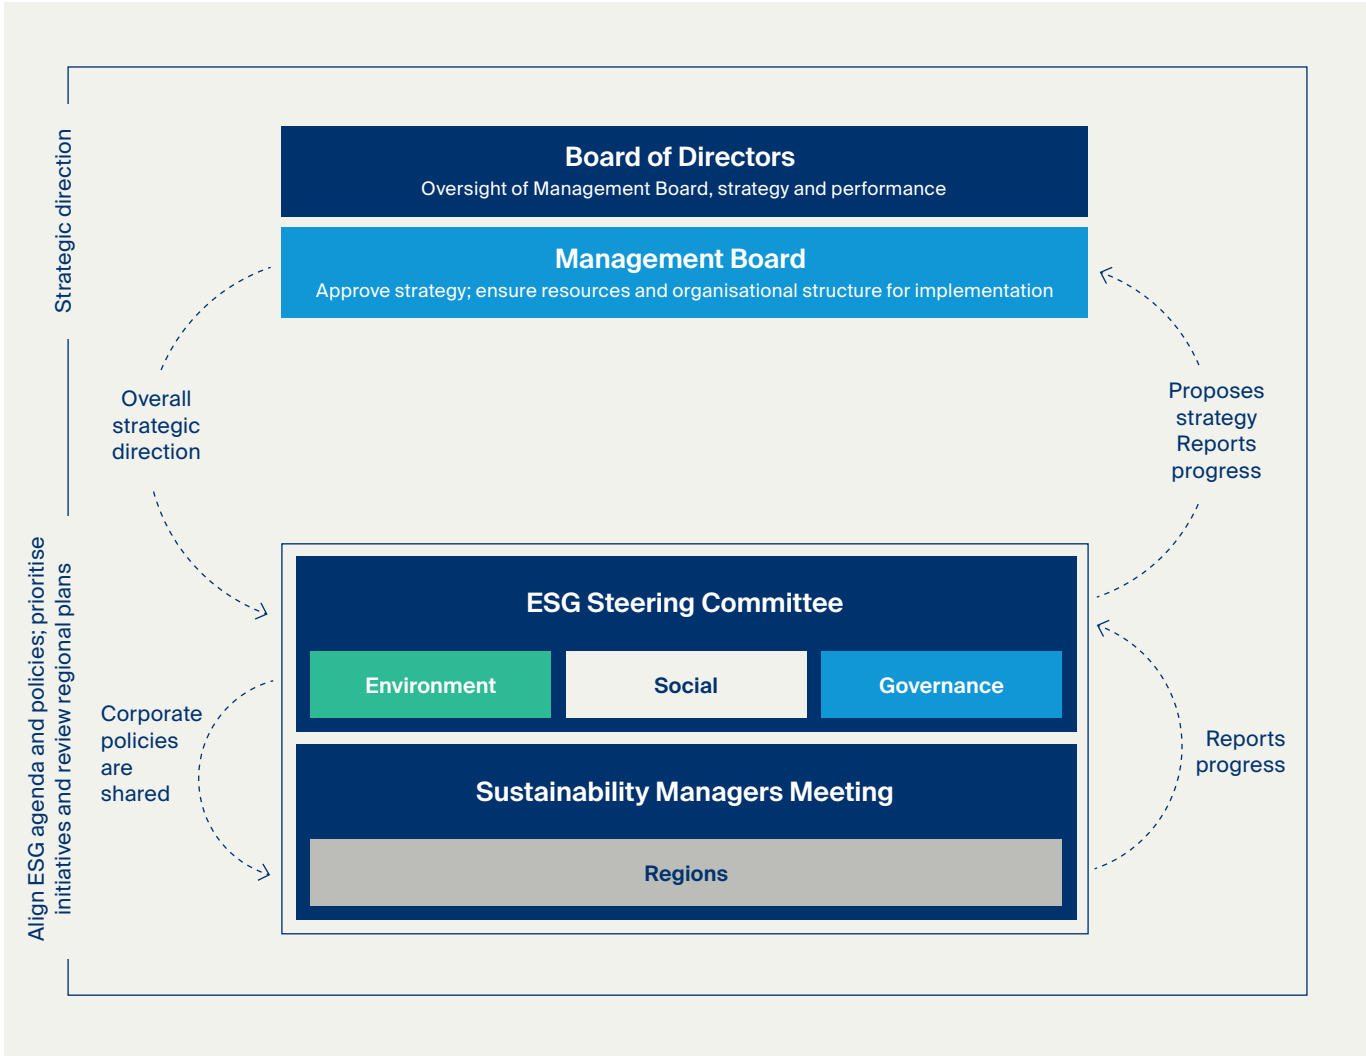 Strategic direction
Board of Directors
Oversight of Management Board, strategy and performance
Management Board
Approve strategy; ensure resources and organisational structure for implementation
Overall
strategic
direction
Proposes
strategy
Reports
progress
Align ESG agenda and policies; prioritise
initiatives and review regional plans
ESG Steering Committee
Environment
Social
Governance
Corporate
policies
are
shared
Reports
progress
Sustainability Managers Meeting
Regions